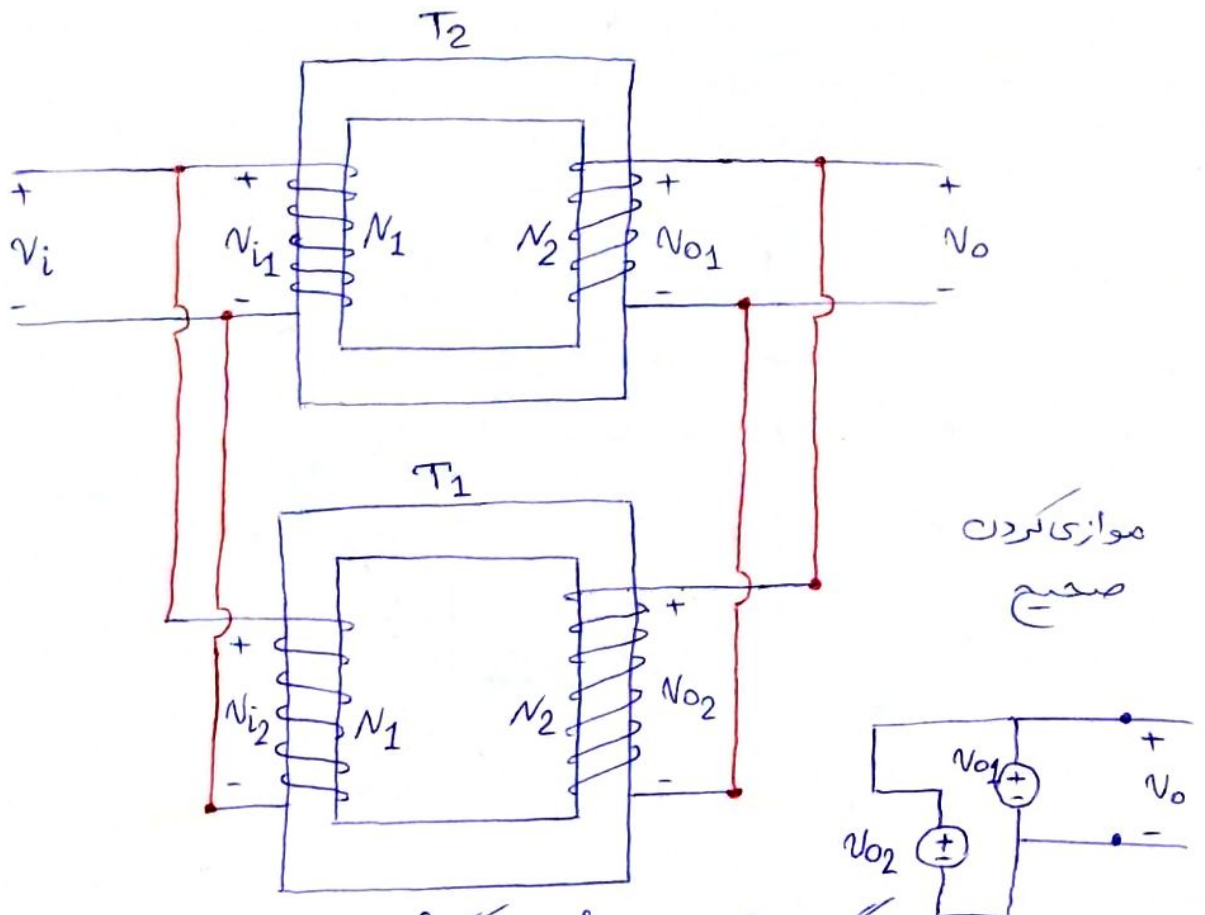 T2
+ + + +
Vi Vi1 N1 N2 Vo1 Vo
- - - -
T1
موازی کردن
صحیح
+ +
Vi2 N1 N2 Vo2
- -
Vo1 + - +
Vo
Vo2 + - -